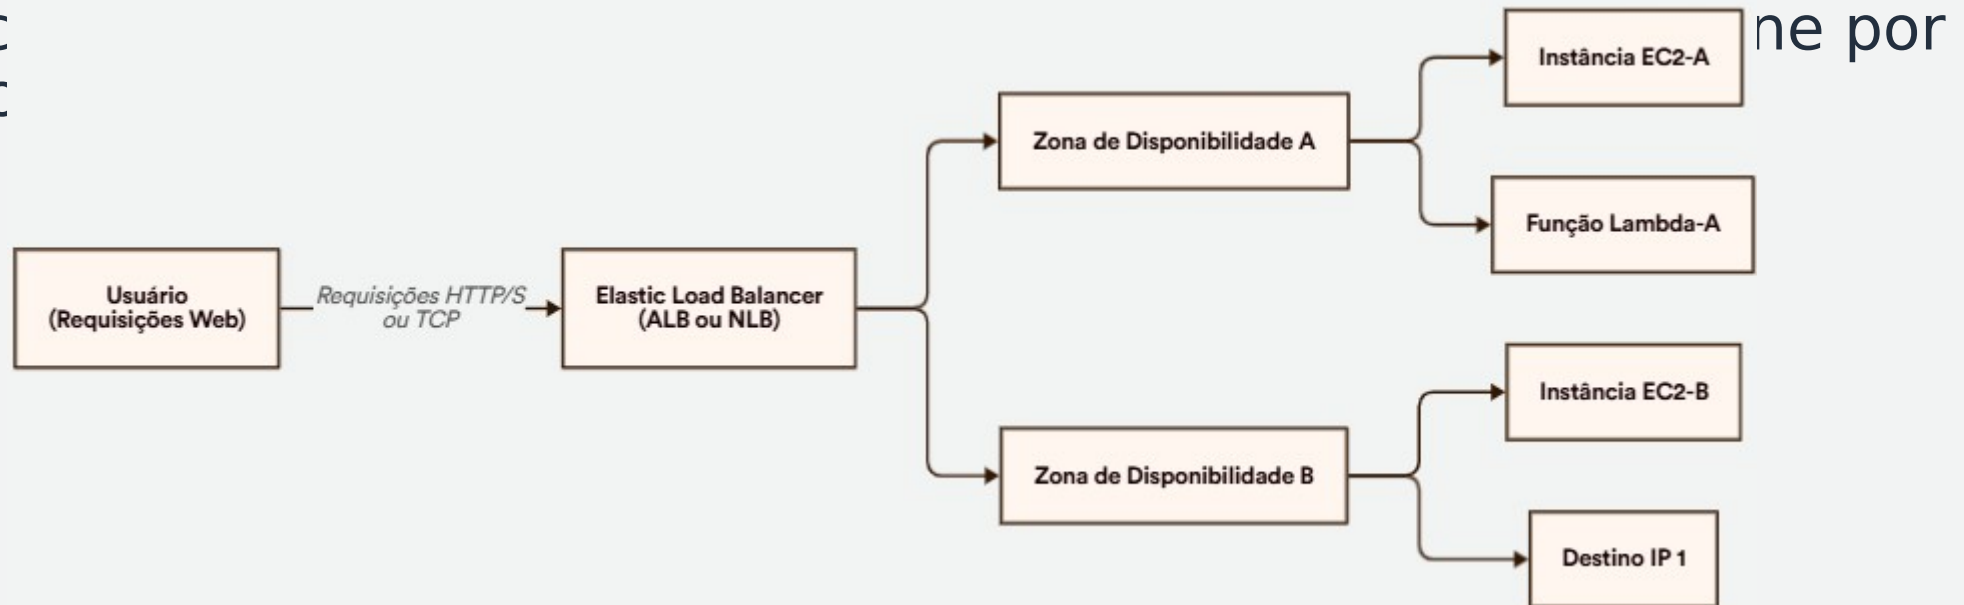 ne por
Instância EC2-A
Zona de Disponibilidade A
Função Lambda-A
Usuário
(Requisições Web)
Requisições HTTP/S
ou TCP
Elastic Load Balancer
(ALB ou NLB)
Instância EC2-B
Zona de Disponibilidade B
Destino IP 1